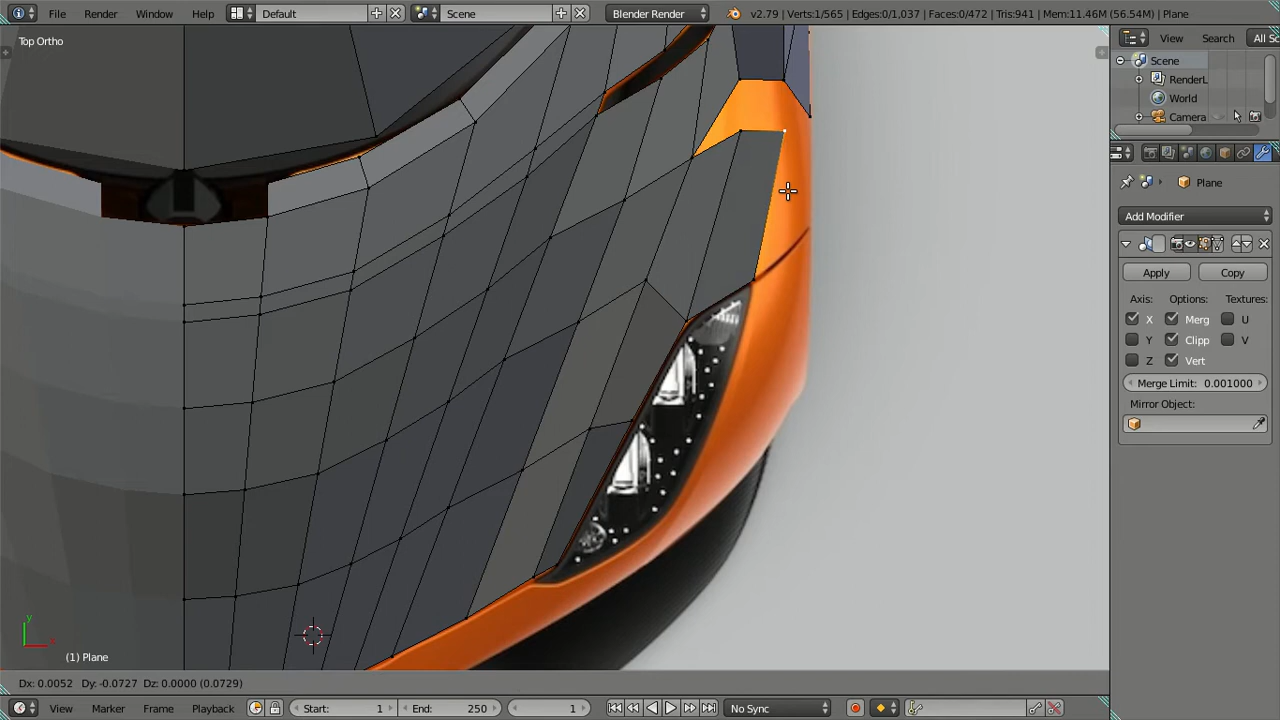 File Render Window Help Default Scene Blender Render v2.79 | Verts:1/565 | Edges:0/1,037 | Faces:0/472 | Tris:941 | Mem:11.46M (56.54M) | Plane
Top Ortho
View Search All Sc
Scene
RenderL
World
Camera
Plane
Add Modifier
Apply Copy
Axis: Options: Textures:
X Merg U
Y Clipp V
Z Vert
Merge Limit: 0.001000
Mirror Object:
y
x
(1) Plane
Dx: 0.0052 Dy: -0.0727 Dz: 0.0000 (0.0729)
View Marker Frame Playback Start: 1 End: 250 1 No Sync